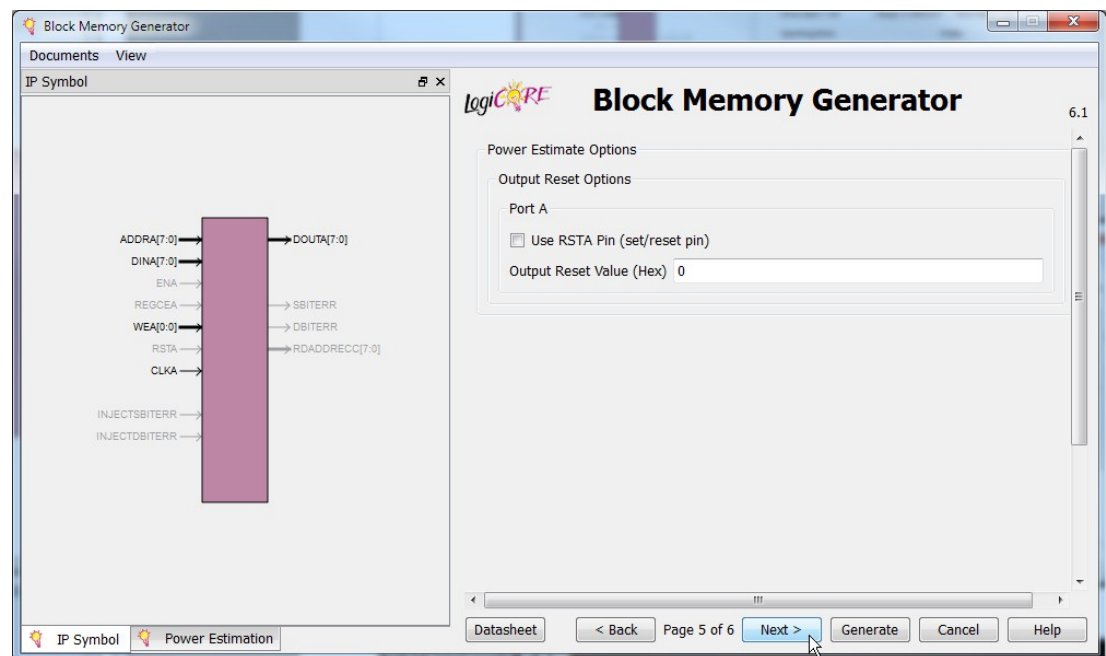 Block Memory Generator
Documents View
IP Symbol
LogiCORE
Block Memory Generator
6.1
Power Estimate Options
Output Reset Options
Port A
Use RSTA Pin (set/reset pin)
Output Reset Value (Hex) 0
ADDRA[7:0]
DOUTA[7:0]
DINA[7:0]
ENA
REGCEA
SBITERR
WEA[0:0]
DBITERR
RSTA
RDADDRECC[7:0]
CLKA
INJECTSBITERR
INJECTDBITERR
IP Symbol Power Estimation
Datasheet < Back Page 5 of 6 Next > Generate Cancel Help